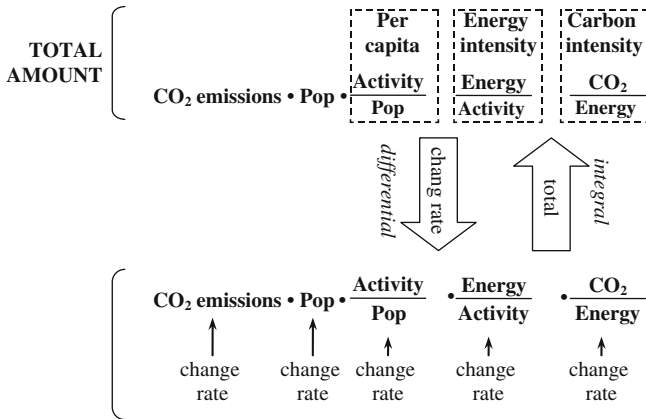 Per capita
Energy intensity
Carbon intensity
TOTAL AMOUNT
CO₂ emissions • Pop • Activity/Pop Energy/Activity CO₂/Energy
differential
chang rate
total
integral
CO₂ emissions • Pop • Activity/Pop • Energy/Activity • CO₂/Energy
change rate
change rate
change rate
change rate
change rate